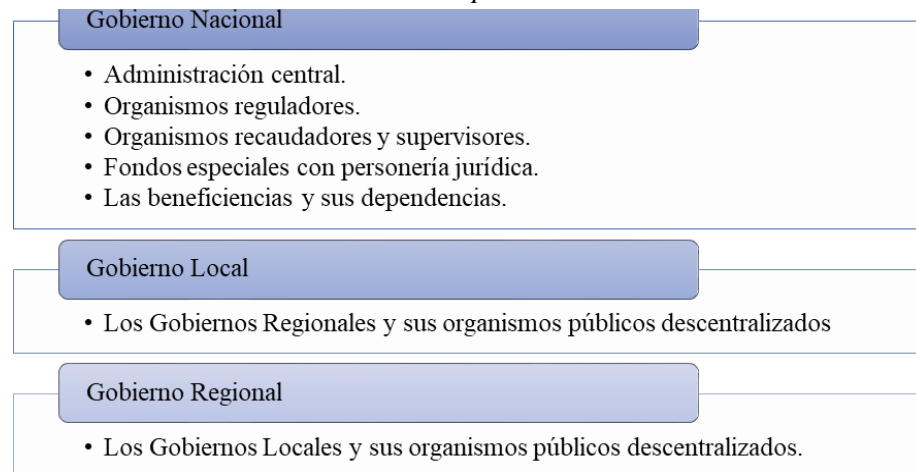 Gobierno Nacional
• Administración central.
• Organismos reguladores.
• Organismos recaudadores y supervisores.
• Fondos especiales con personería jurídica.
• Las beneficiencias y sus dependencias.
Gobierno Local
• Los Gobiernos Regionales y sus organismos públicos descentralizados
Gobierno Regional
• Los Gobiernos Locales y sus organismos públicos descentralizados.